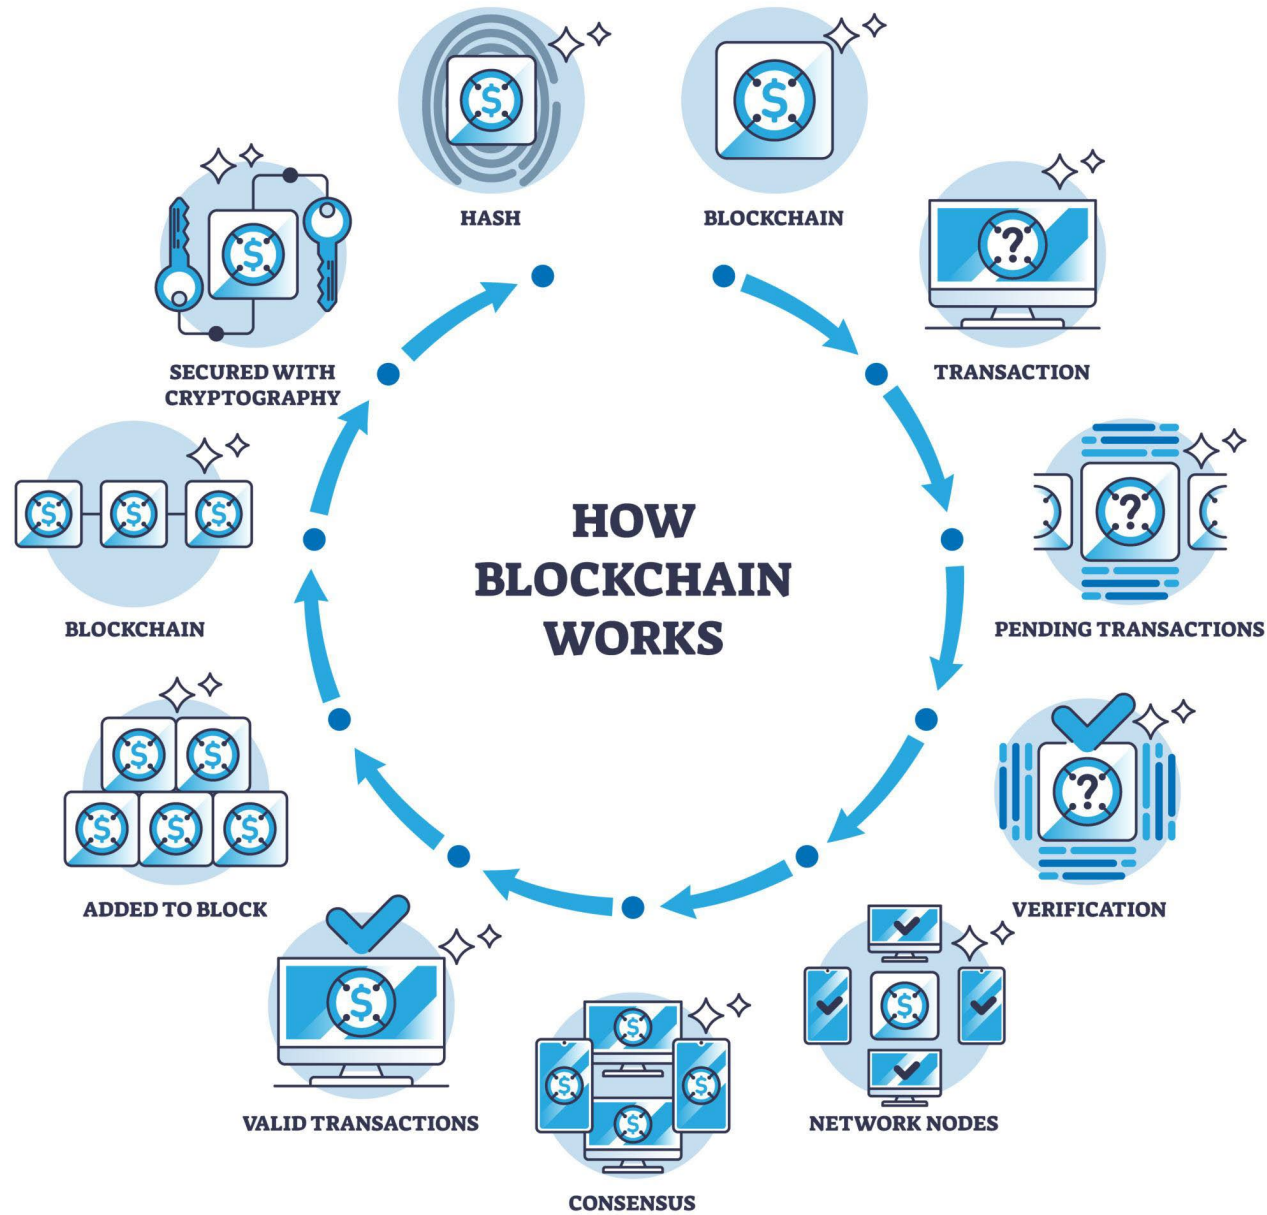 HOW
BLOCKCHAIN
WORKS
BLOCKCHAIN
TRANSACTION
PENDING TRANSACTIONS
VERIFICATION
NETWORK NODES
CONSENSUS
VALID TRANSACTIONS
ADDED TO BLOCK
BLOCKCHAIN
SECURED WITH
CRYPTOGRAPHY
HASH